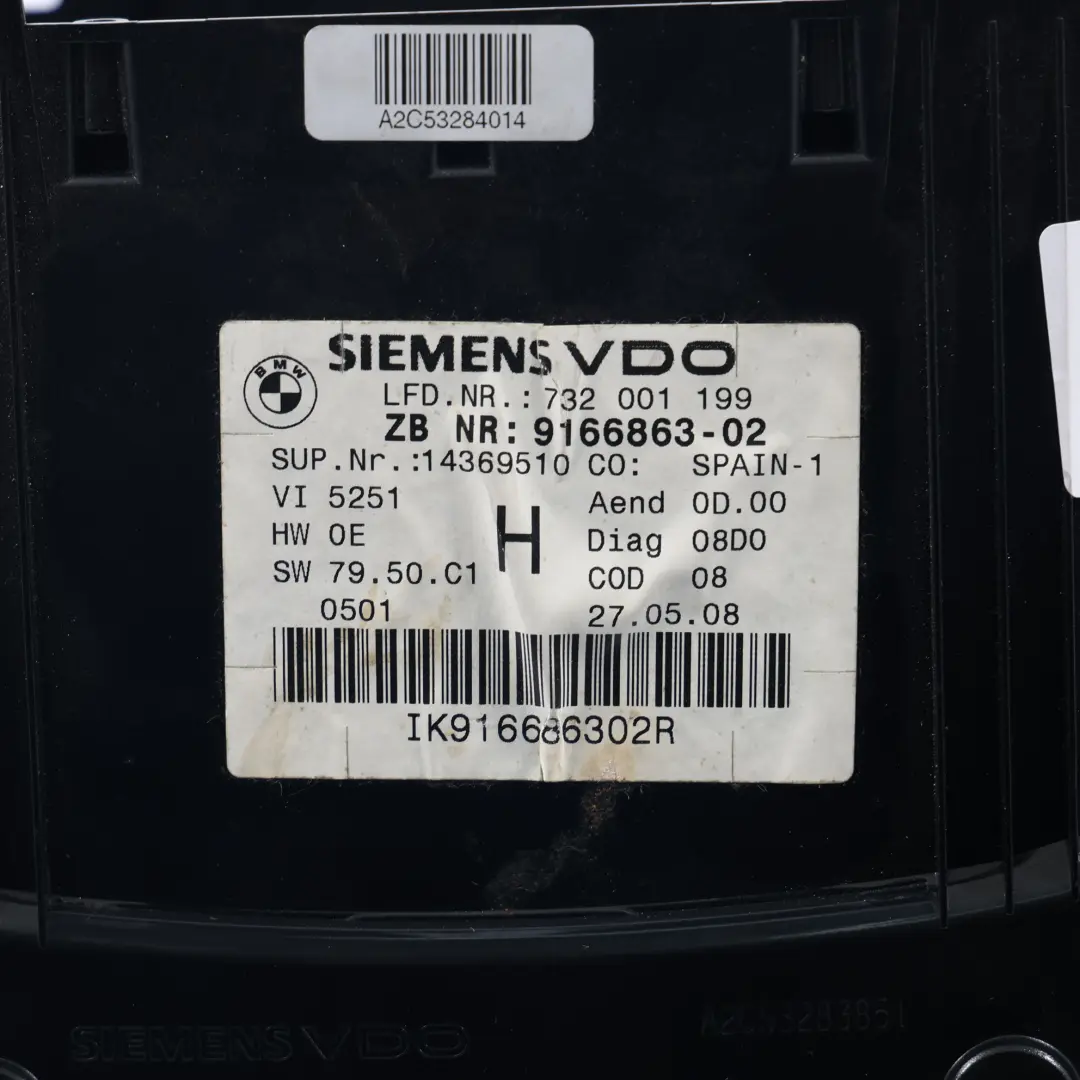 A2C53284014
BMW
SIEMENS VDO
LFD.NR.: 732 001 199
ZB NR: 9166863-02
SUP.Nr.:14369510 CO: SPAIN-1
VI 5251 Aend 0D.00
HW 0E H Diag 08D0
SW 79.50.C1 COD 08
0501 27.05.08
IK916686302R
A2C53283851
SIEMENS VDO